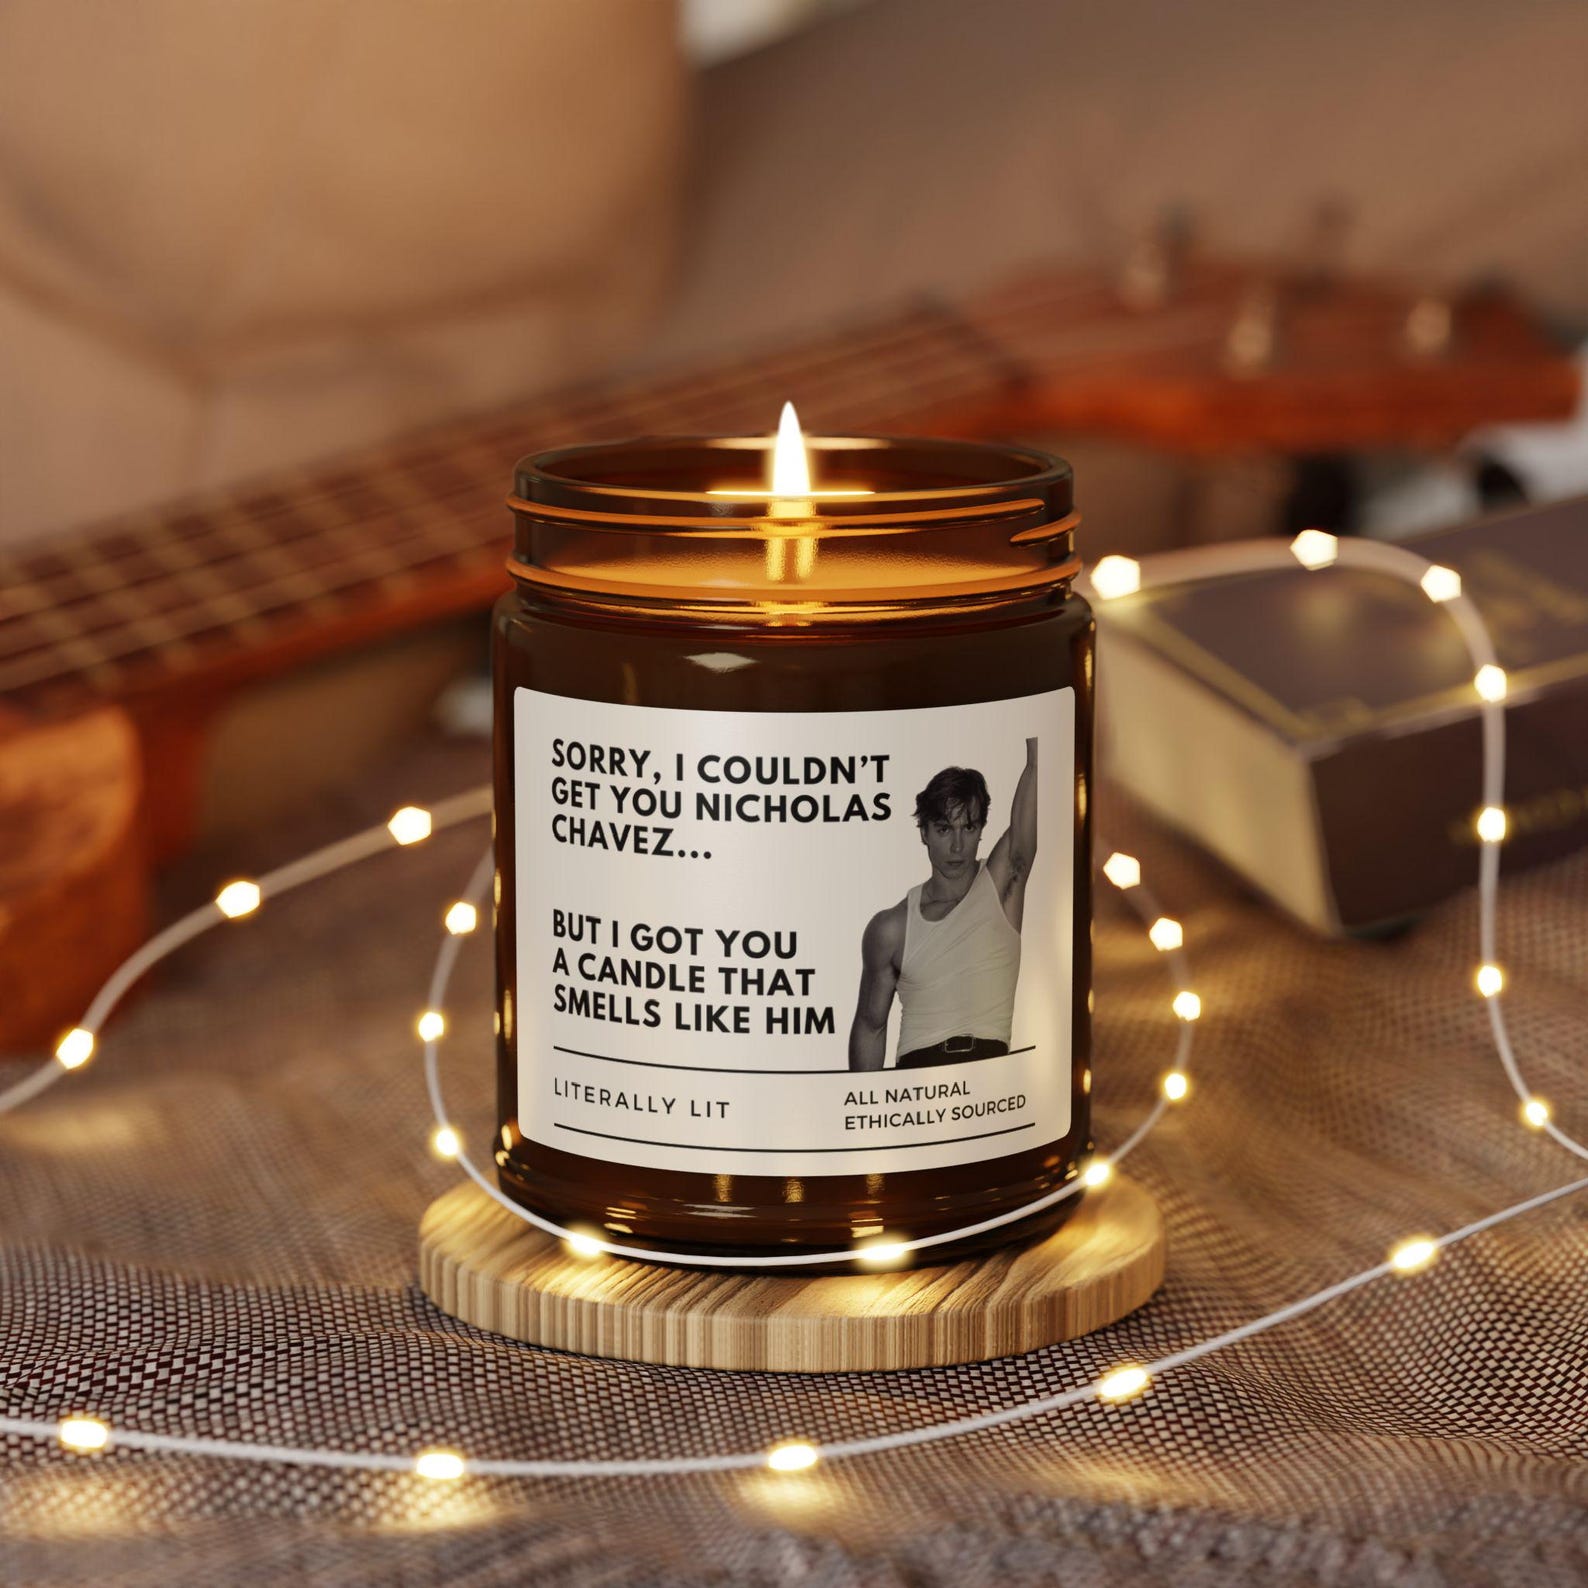 SORRY, I COULDN'T
GET YOU NICHOLAS
CHAVEZ...
BUT I GOT YOU
A CANDLE THAT
SMELLS LIKE HIM
LITERALLY LIT
ALL NATURAL
ETHICALLY SOURCED